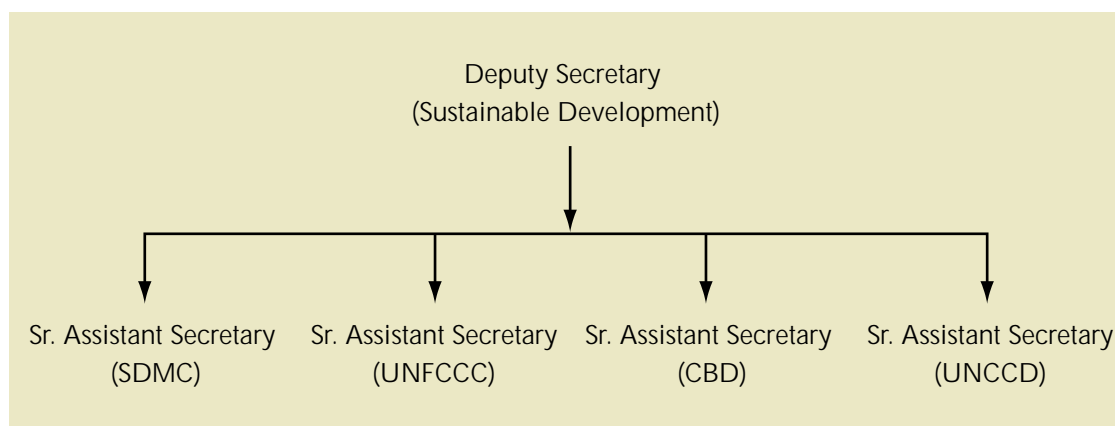 Deputy Secretary
(Sustainable Development)
Sr. Assistant Secretary
(SDMC)
Sr. Assistant Secretary
(UNFCCC)
Sr. Assistant Secretary
(CBD)
Sr. Assistant Secretary
(UNCCD)